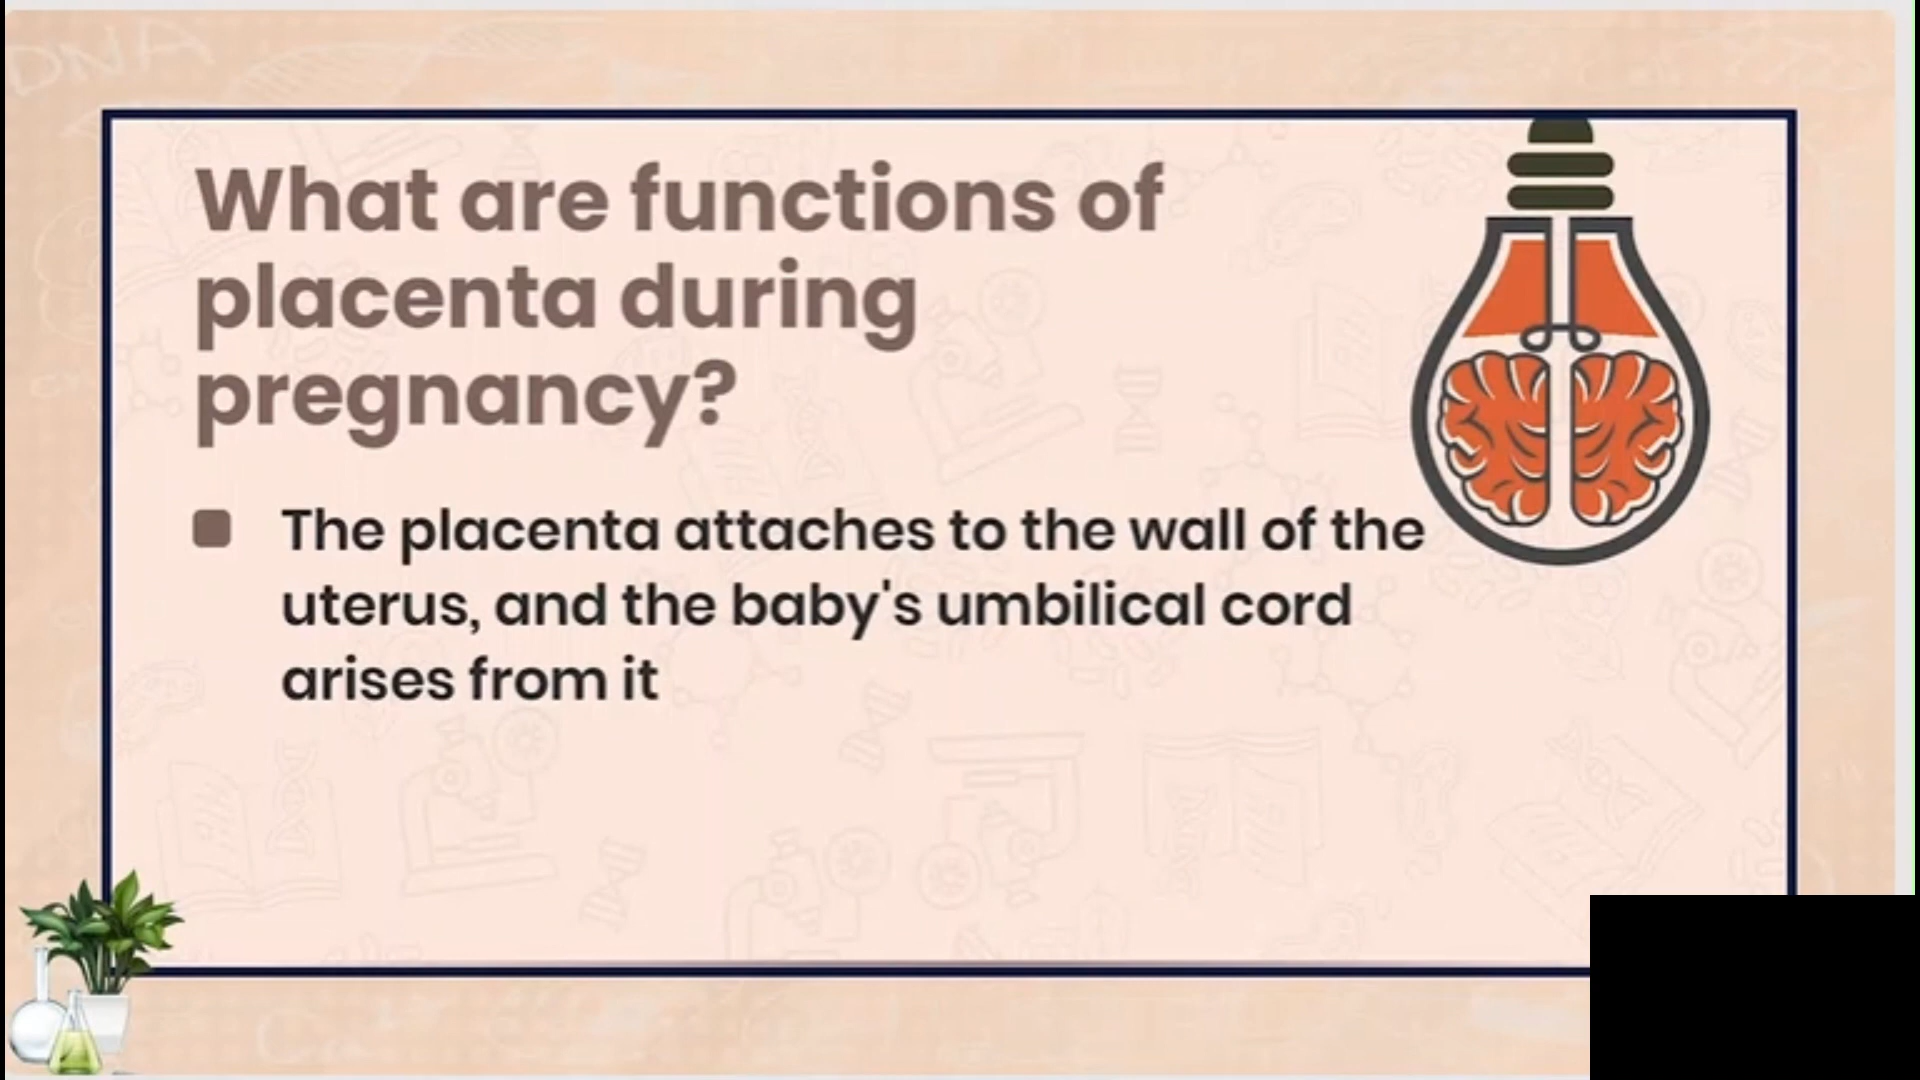 DNA
What are functions of
placenta during
pregnancy?
The placenta attaches to the wall of the
uterus, and the baby's umbilical cord
arises from it